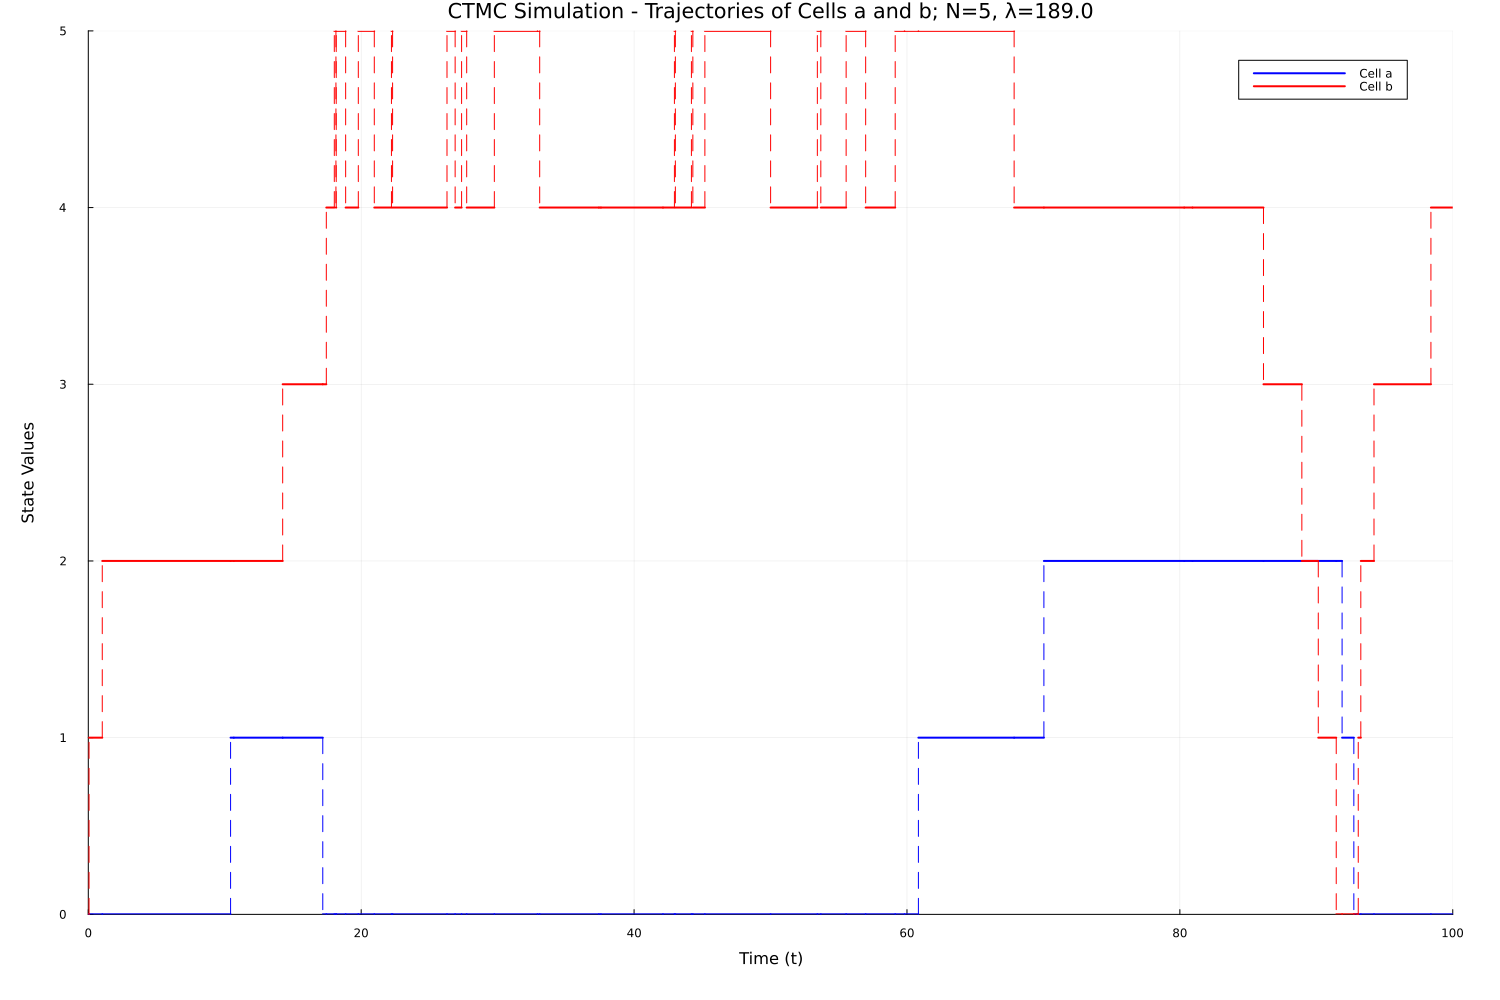 CTMC Simulation - Trajectories of Cells a and b; N=5, λ=189.0
Cell a
Cell b
State Values
5
4
3
2
1
0
0 20 40 60 80 100
Time (t)